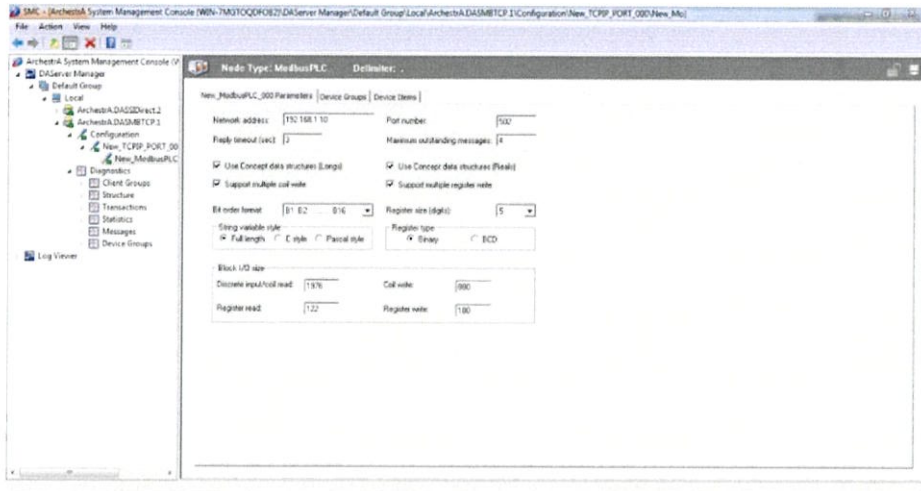 SMC - [ArchestrA System Management Console (WIN-7MGTOQDFOB2)\DAServer Manager\Default Group\Local\ArchestrA.DASMBTCP.1\Configuration\New_TCPIP_PORT_000\New_Mo]
File Action View Help
ArchestrA System Management Console (W
DAServer Manager
Default Group
Local
ArchestrA.DASSIDirect.2
ArchestrA.DASMBTCP.1
Configuration
New_TCPIP_PORT_00
New_ModbusPLC
Diagnostics
Client Groups
Structure
Transactions
Statistics
Messages
Device Groups
Log Viewer
Node Type: ModbusPLC Delimiter: .
New_ModbusPLC_000 Parameters Device Groups Device Items
Network address: 192.168.1.10 Port number: 502
Reply timeout (sec): 3 Maximum outstanding messages: 4
Use Concept data structures (Longs) Use Concept data structures (Reals)
Support multiple coil write Support multiple register write
Bit order format: B1 B2 ... B16 Register size (digits): 5
String variable style Register type
Full length C style Pascal style Binary BCD
Block I/O size
Discrete input/coil read: 1976 Coil write:
Register read: 122 Register write: 100